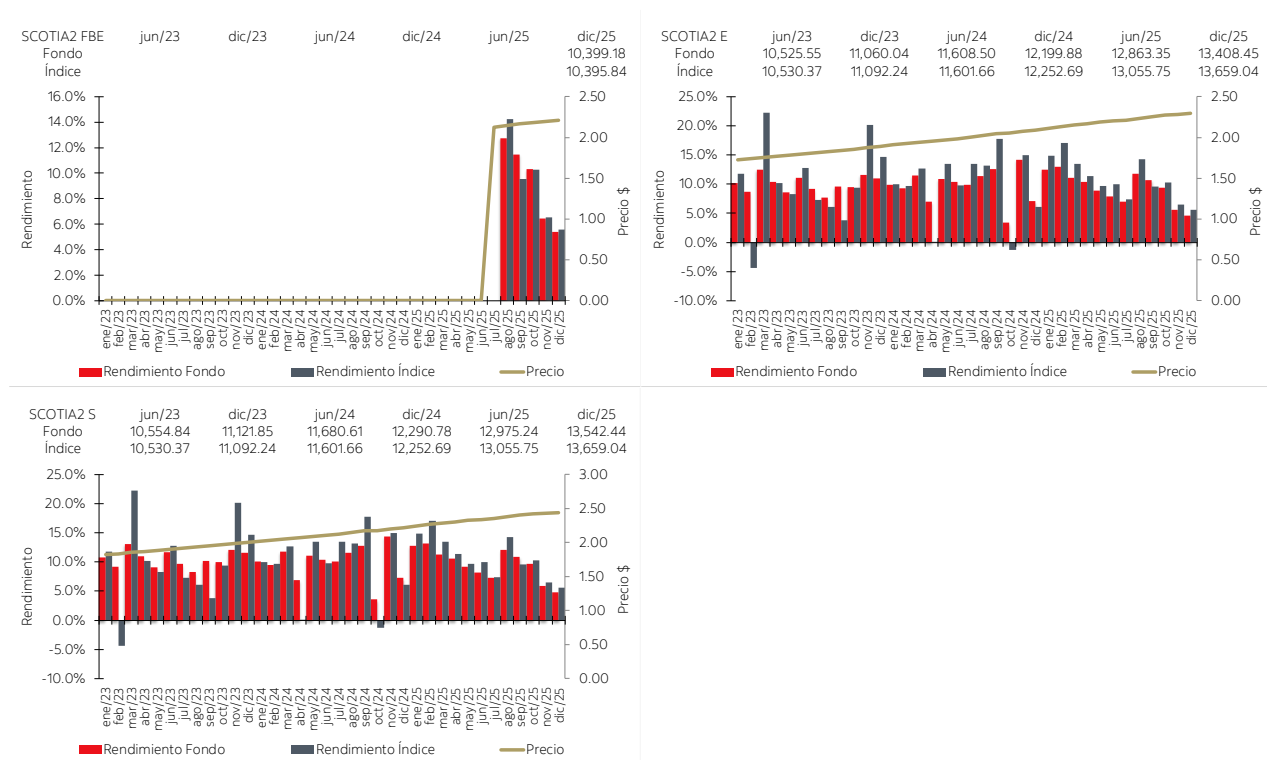 SCOTIA2 FBE jun/23 dic/23 jun/24 dic/24 jun/25 dic/25
Fondo 10,399.18
Índice 10,395.84
16.0%
14.0%
12.0%
10.0%
8.0%
6.0%
4.0%
2.0%
0.0%
Rendimiento
2.50
2.00
1.50
1.00
0.50
0.00
Precio $
ene/23 feb/23 mar/23 abr/23 may/23 jun/23 jul/23 ago/23 sep/23 oct/23 nov/23 dic/23 ene/24 feb/24 mar/24 abr/24 may/24 jun/24 jul/24 ago/24 sep/24 oct/24 nov/24 dic/24 ene/25 feb/25 mar/25 abr/25 may/25 jun/25 jul/25 ago/25 sep/25 oct/25 nov/25 dic/25
Rendimiento Fondo Rendimiento Índice Precio
SCOTIA2 E jun/23 dic/23 jun/24 dic/24 jun/25 dic/25
Fondo 10,525.55 11,060.04 11,608.50 12,199.88 12,863.35 13,408.45
Índice 10,530.37 11,092.24 11,601.66 12,252.69 13,055.75 13,659.04
25.0%
20.0%
15.0%
10.0%
5.0%
0.0%
-5.0%
-10.0%
Rendimiento
2.50
2.00
1.50
1.00
0.50
0.00
Precio $
ene/23 feb/23 mar/23 abr/23 may/23 jun/23 jul/23 ago/23 sep/23 oct/23 nov/23 dic/23 ene/24 feb/24 mar/24 abr/24 may/24 jun/24 jul/24 ago/24 sep/24 oct/24 nov/24 dic/24 ene/25 feb/25 mar/25 abr/25 may/25 jun/25 jul/25 ago/25 sep/25 oct/25 nov/25 dic/25
Rendimiento Fondo Rendimiento Índice Precio
SCOTIA2 S jun/23 dic/23 jun/24 dic/24 jun/25 dic/25
Fondo 10,554.84 11,121.85 11,680.61 12,290.78 12,975.24 13,542.44
Índice 10,530.37 11,092.24 11,601.66 12,252.69 13,055.75 13,659.04
25.0%
20.0%
15.0%
10.0%
5.0%
0.0%
-5.0%
-10.0%
Rendimiento
3.00
2.50
2.00
1.50
1.00
0.50
0.00
Precio $
ene/23 feb/23 mar/23 abr/23 may/23 jun/23 jul/23 ago/23 sep/23 oct/23 nov/23 dic/23 ene/24 feb/24 mar/24 abr/24 may/24 jun/24 jul/24 ago/24 sep/24 oct/24 nov/24 dic/24 ene/25 feb/25 mar/25 abr/25 may/25 jun/25 jul/25 ago/25 sep/25 oct/25 nov/25 dic/25
Rendimiento Fondo Rendimiento Índice Precio